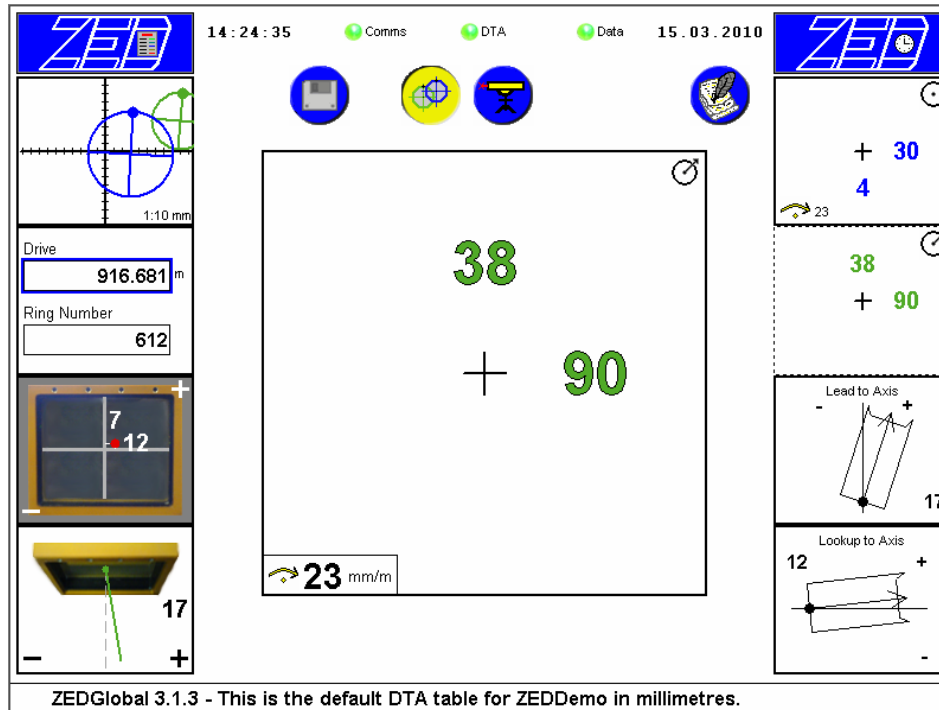 ZED
14:24:35
Comms
DTA
Data
15.03.2010
ZED
1:10 mm
Drive
916.681 m
Ring Number
612
+
7
12
–
17
– +
38
90
23 mm/m
30
4
23
38
90
Lead to Axis
- +
17
Lookup to Axis
12 +
-
ZEDGlobal 3.1.3 - This is the default DTA table for ZEDDemo in millimetres.